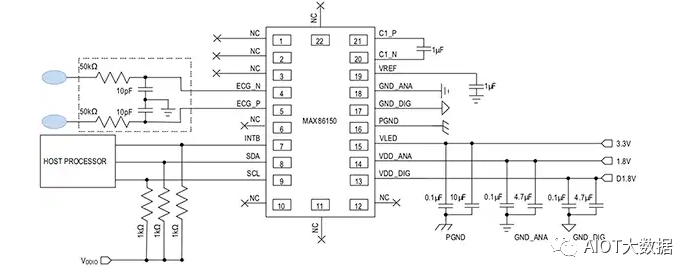 NC
NC 1 22 21 C1_P
NC 2 20 C1_N 1µF
NC 3 19 VREF
50kΩ 10pF ECG_N 4 18 GND_ANA 1µF
50kΩ 10pF ECG_P 5 17 GND_DIG
NC 6 MAX86150 16 PGND
INTB 7 15 VLED 3.3V
HOST PROCESSOR SDA 8 14 VDD_ANA 1.8V
SCL 9 13 VDD_DIG D1.8V
NC 10 11 12 NC
0.1µF 10µF 0.1µF 4.7µF 0.1µF 4.7µF
1kΩ 1kΩ 1kΩ
NC
PGND GND_ANA GND_DIG
VDDIO
AIOT大数据